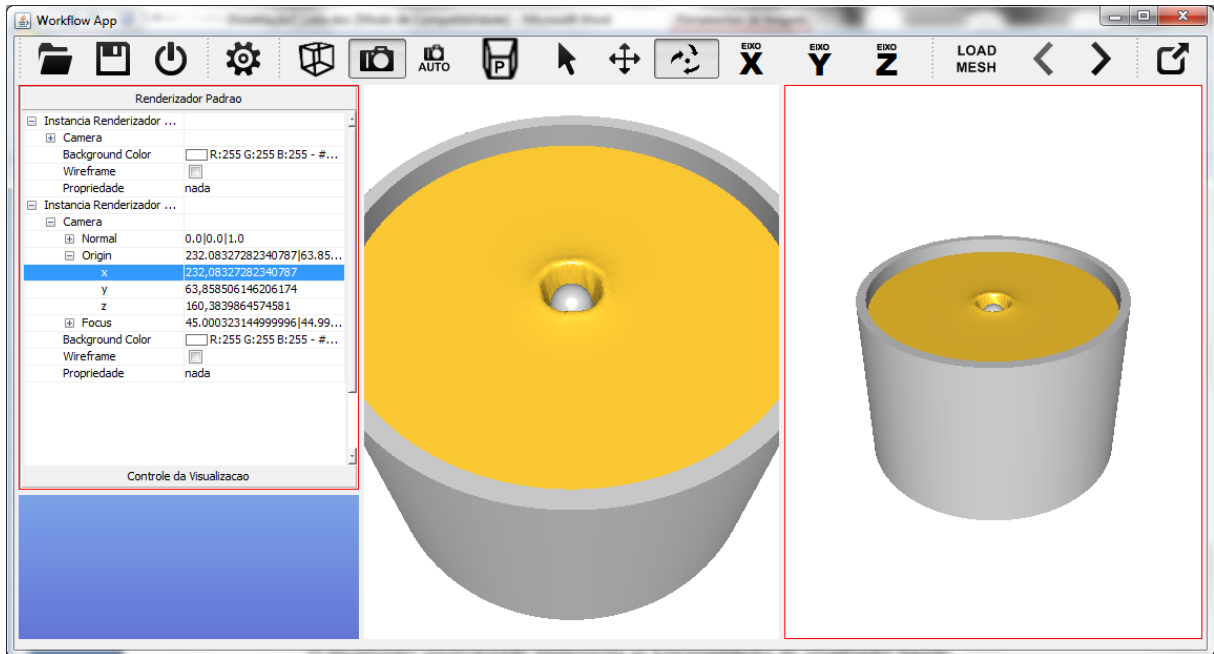 Workflow App
AUTO
P
EIXO
X
EIXO
Y
EIXO
Z
LOAD
MESH
Renderizador Padrao
Instancia Renderizador ...
Camera
Background Color R:255 G:255 B:255 - #...
Wireframe
Propriedade nada
Instancia Renderizador ...
Camera
Normal 0.0|0.0|1.0
Origin 232.08327282340787|63.85...
x 232,08327282340787
y 63,858506146206174
z 160,3839864574581
Focus 45.000323144999996|44.99...
Background Color R:255 G:255 B:255 - #...
Wireframe
Propriedade nada
Controle da Visualizacao